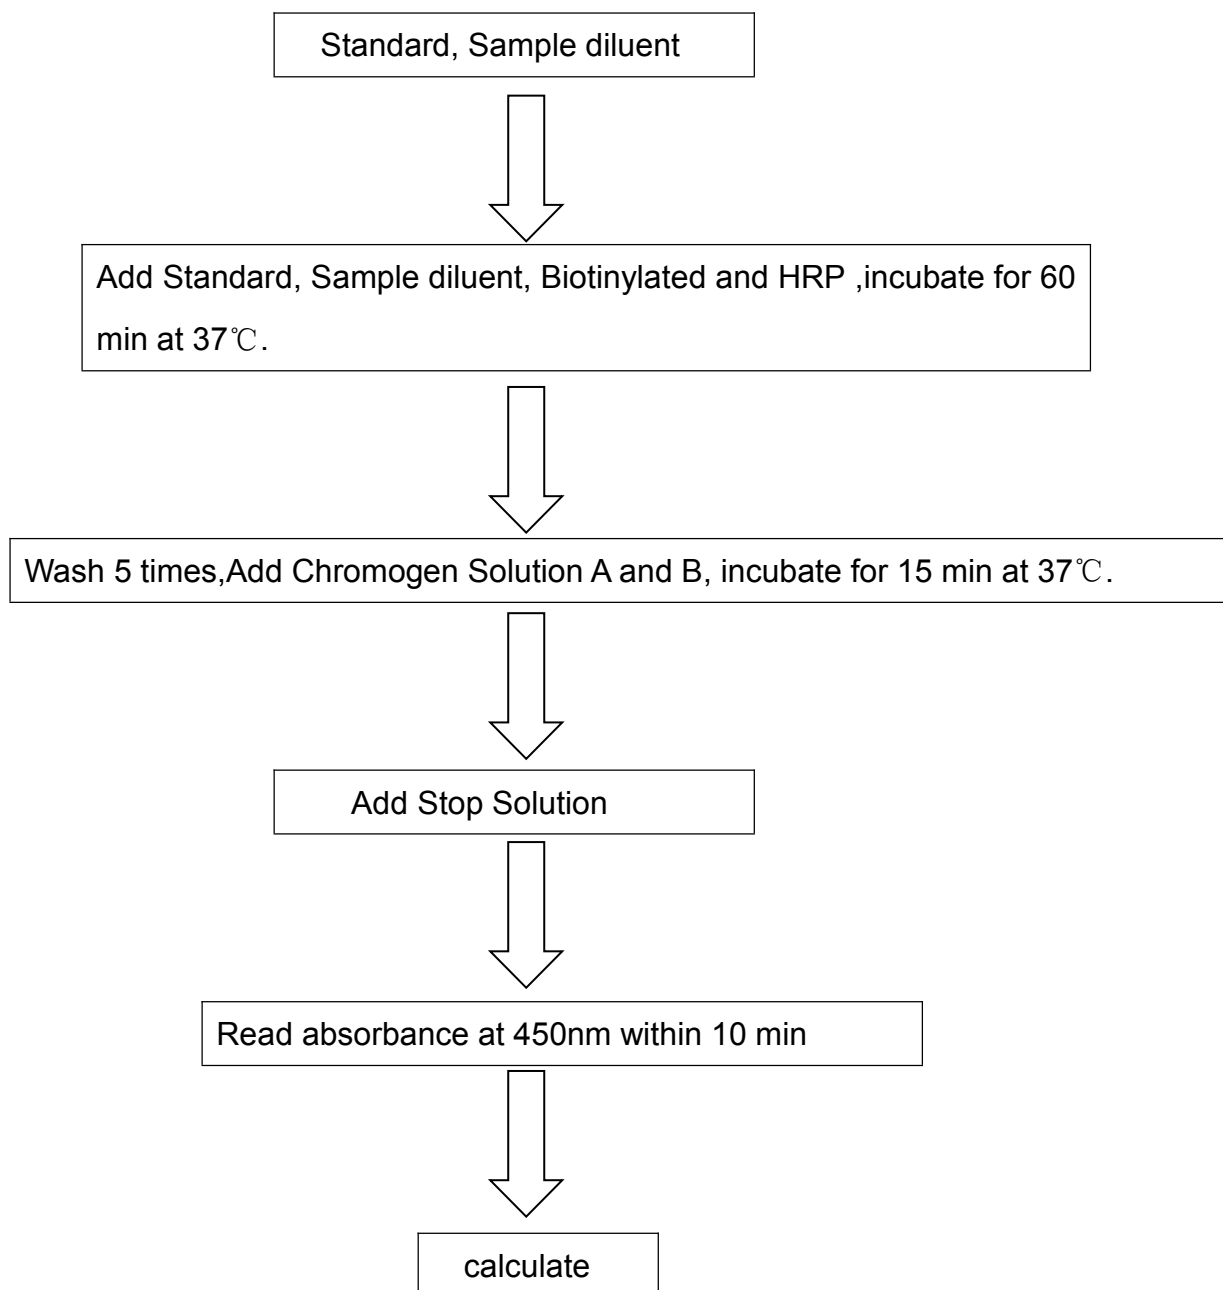 Standard, Sample diluent
Add Standard, Sample diluent, Biotinylated and HRP ,incubate for 60
min at 37℃.
Wash 5 times,Add Chromogen Solution A and B, incubate for 15 min at 37℃.
Add Stop Solution
Read absorbance at 450nm within 10 min
calculate